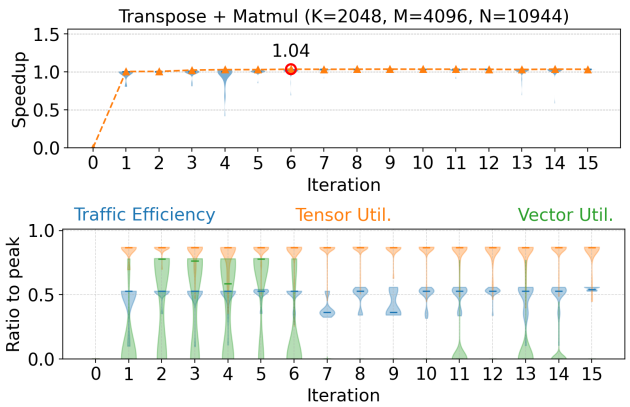 Transpose + Matmul (K=2048, M=4096, N=10944)
1.5
1.0
0.5
0.0
Speedup
1.04
0 1 2 3 4 5 6 7 8 9 10 11 12 13 14 15
Iteration
Traffic Efficiency Tensor Util. Vector Util.
1.0
0.5
0.0
Ratio to peak
0 1 2 3 4 5 6 7 8 9 10 11 12 13 14 15
Iteration